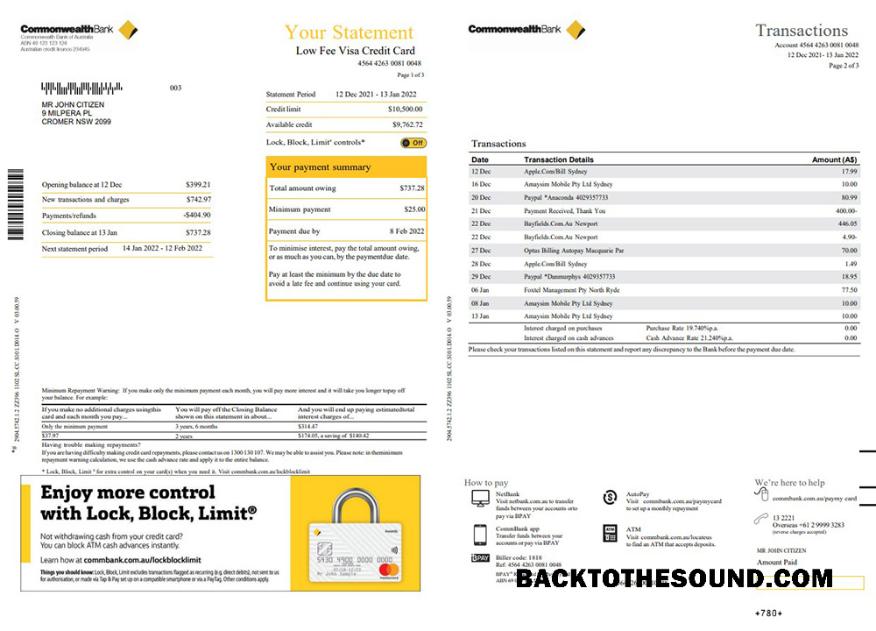 CommonwealthBank
Commonwealth Bank of Australia
ABN 48 123 123 124
Australian credit licence 234945
Your Statement
Low Fee Visa Credit Card
4564 4263 0081 0048
Page 1 of 3
003
MR JOHN CITIZEN
9 MILPERA PL
CROMER NSW 2099
Statement Period 12 Dec 2021 - 13 Jan 2022
Credit limit $10,500.00
Available credit $9,762.72
Lock, Block, Limit® controls* Off
Your payment summary
Total amount owing $737.28
Minimum payment $25.00
Payment due by 8 Feb 2022
To minimise interest, pay the total amount owing,
or as much as you can, by the paymentdue date.
Pay at least the minimum by the due date to
avoid a late fee and continue using your card.
Opening balance at 12 Dec $399.21
New transactions and charges $742.97
Payments/refunds -$404.90
Closing balance at 13 Jan $737.28
Next statement period 14 Jan 2022 - 12 Feb 2022
Minimum Repayment Warning: If you make only the minimum payment each month, you will pay more interest and it will take you longer topay off
your balance. For example:
If you make no additional charges usingthis
card and each month you pay...
You will pay off the Closing Balance
shown on this statement in about...
And you will end up paying estimatedtotal
interest charges of...
Only the minimum 3 years, 6 months $314.47
$37.97 2 years $174.05, a saving of $140.42
Having trouble making repayments?
If you are having difficulty making credit card repayments, please contact us on 1300 130 107. We may be able to assist you. Please note: in theminimum
repayment warning calculation, we use the cash advance rate and apply it to the entire balance.
* Lock, Block, Limit ® for extra control on your card(s) when you need it. Visit commbank.com.au/lockblocklimit
Enjoy more control
with Lock, Block, Limit.®
Not withdrawing cash from your credit card?
You can block ATM cash advances instantly.
Learn how at commbank.com.au/lockblocklimit
Things you should know: Lock, Block, Limit excludes transactions flagged as recurring (e.g. direct debits), not sent to us
for authorisation, or made via Tap & Pay set up on a compatible smartphone or via a PayTag. Other conditions apply.
CommonwealthBank
Transactions
Account 4564 4263 0081 0048
12 Dec 2021- 13 Jan 2022
Page 2 of 3
Transactions
Date Transaction Details Amount (A$)
12 Dec Apple.Com/Bill Sydney 17.99
16 Dec Amaysim Mobile Pty Ltd Sydney 10.00
20 Dec Paypal *Anaconda 4029357733 80.99
21 Dec Payment Received, Thank You 400.00-
22 Dec Bayfields.Com.Au Newport 446.05
22 Dec Bayfields.Com.Au Newport 4.90-
27 Dec Optus Billing Autopay Macquarie Par 70.00
28 Dec Apple.Com/Bill Sydney 1.49
29 Dec Paypal *Danmurphys 4029357733 18.95
06 Jan Foxtel Management Pty North Ryde 77.50
08 Jan Amaysim Mobile Pty Ltd Sydney 10.00
13 Jan Amaysim Mobile Pty Ltd Sydney 10.00
Interest charged on purchases Purchase Rate 19.740%p.a. 0.00
Interest charged on cash advances Cash Advance Rate 21.240%p.a. 0.00
Please check your transactions listed on this statement and report any discrepancy to the Bank before the payment due date.
How to pay
NetBank
Visit netbank.com.au to transfer
funds between your accounts orto
pay via BPAY
CommBank app
Transfer funds between your
accounts or pay via BPAY
BPAY
Biller code: 1818
Ref: 4564 4263 0081 0048
AutoPay
Visit commbank.com.au/paymycard
to set up a monthly repayment
ATM
Visit commbank.com.au/locateus
to find an ATM that accepts deposits.
We're here to help
commbank.com.au/paymy card
13 2221
Overseas +61 2 9999 3283
(reverse charges accepted)
MR JOHN CITIZEN
Amount Paid
BACKTOTHESOUND.COM
+780+